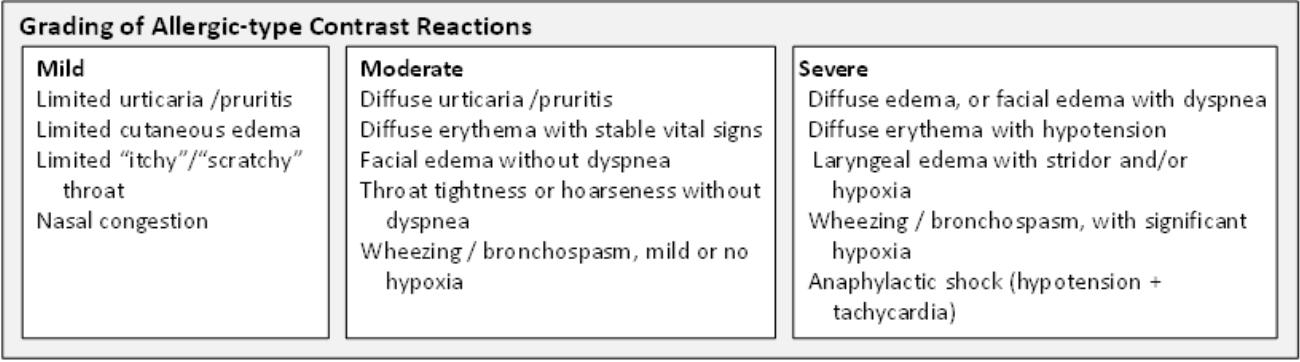 Grading of Allergic-type Contrast Reactions
Mild
Limited urticaria /pruritis
Limited cutaneous edema
Limited “itchy”/“scratchy”
throat
Nasal congestion
Moderate
Diffuse urticaria /pruritis
Diffuse erythema with stable vital signs
Facial edema without dyspnea
Throat tightness or hoarseness without
dyspnea
Wheezing / bronchospasm, mild or no
hypoxia
Severe
Diffuse edema, or facial edema with dyspnea
Diffuse erythema with hypotension
Laryngeal edema with stridor and/or
hypoxia
Wheezing / bronchospasm, with significant
hypoxia
Anaphylactic shock (hypotension +
tachycardia)